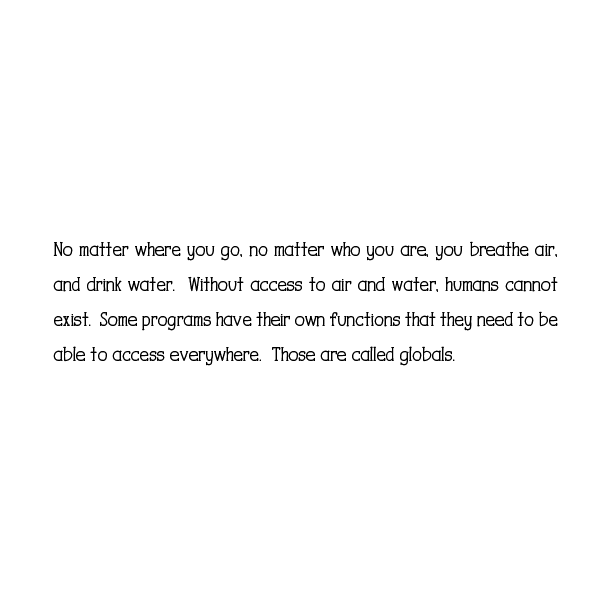 No matter where you go, no matter who you are, you breathe air,
and drink water.  Without access to air and water, humans cannot
exist.  Some programs have their own functions that they need to be
able to access everywhere.  Those are called globals.